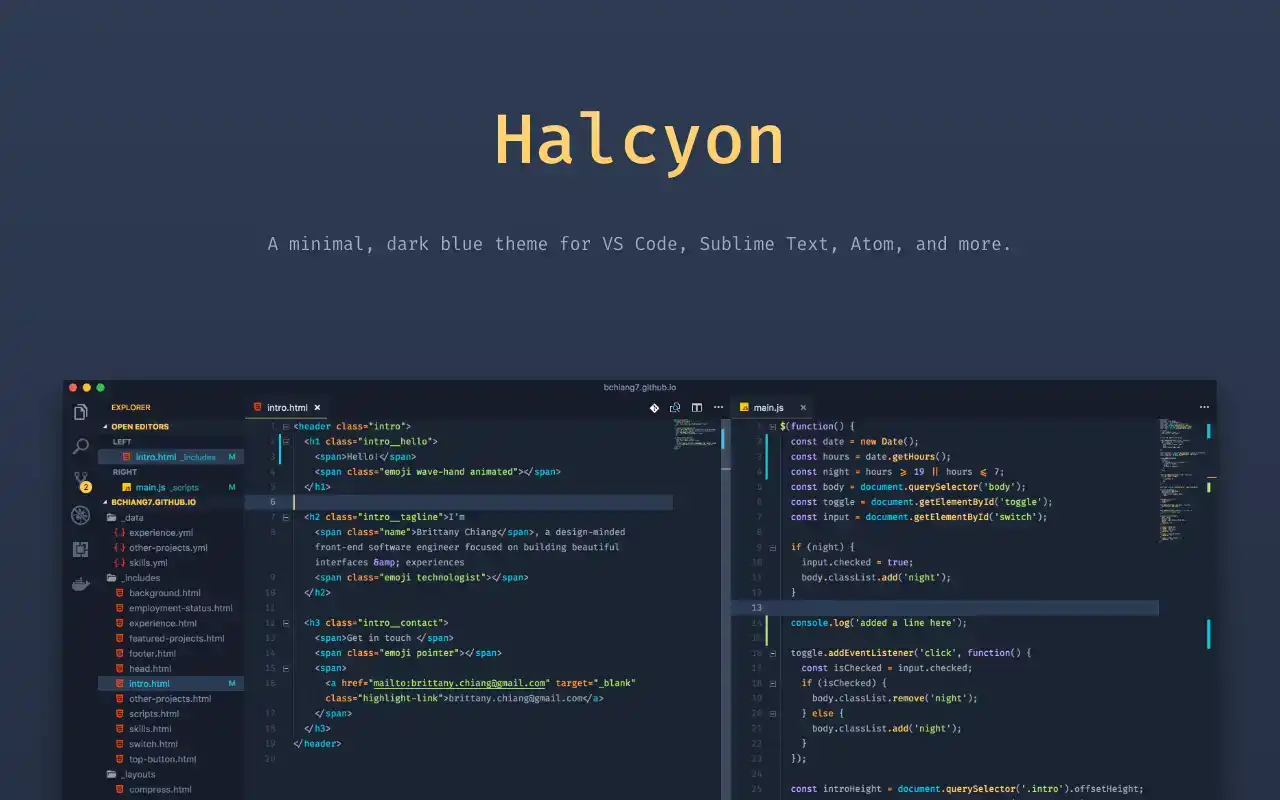 Halcyon
A minimal, dark blue theme for VS Code, Sublime Text, Atom, and more.
bchiang7.github.io
EXPLORER
OPEN EDITORS
LEFT
intro.html _includes M
RIGHT
main.js _scripts M
2
BCHIANG7.GITHUB.IO
_data
experience.yml
other-projects.yml
skills.yml
_includes
background.html
employment-status.html
experience.html
featured-projects.html
footer.html
head.html
intro.html M
other-projects.html
scripts.html
skills.html
switch.html
top-button.html
_layouts
compress.html
intro.html
1 <header class="intro">
2 <h1 class="intro__hello">
3 <span>Hello!</span>
4 <span class="emoji wave-hand animated"></span>
5 </h1>
6
7 <h2 class="intro__tagline">I'm
8 <span class="name">Brittany Chiang</span>, a design-minded
front-end software engineer focused on building beautiful
interfaces &amp; experiences
9 <span class="emoji technologist"></span>
10 </h2>
11
12 <h3 class="intro__contact">
13 <span>Get in touch </span>
14 <span class="emoji pointer"></span>
15 <span>
16 <a href="mailto:brittany.chiang@gmail.com" target="_blank"
class="highlight-link">brittany.chiang@gmail.com</a>
17 </span>
18 </h3>
19 </header>
20
main.js
1 $(function() {
2 const date = new Date();
3 const hours = date.getHours();
4 const night = hours ⩾ 19 || hours ⩽ 7;
5 const body = document.querySelector('body');
6 const toggle = document.getElementById('toggle');
7 const input = document.getElementById('switch');
8
9 if (night) {
10 input.checked = true;
11 body.classList.add('night');
12 }
13
14 console.log('added a line here');
15
16 toggle.addEventListener('click', function() {
17 const isChecked = input.checked;
18 if (isChecked) {
19 body.classList.remove('night');
20 } else {
21 body.classList.add('night');
22 }
23 });
24
25 const introHeight = document.querySelector('.intro').offsetHeight;